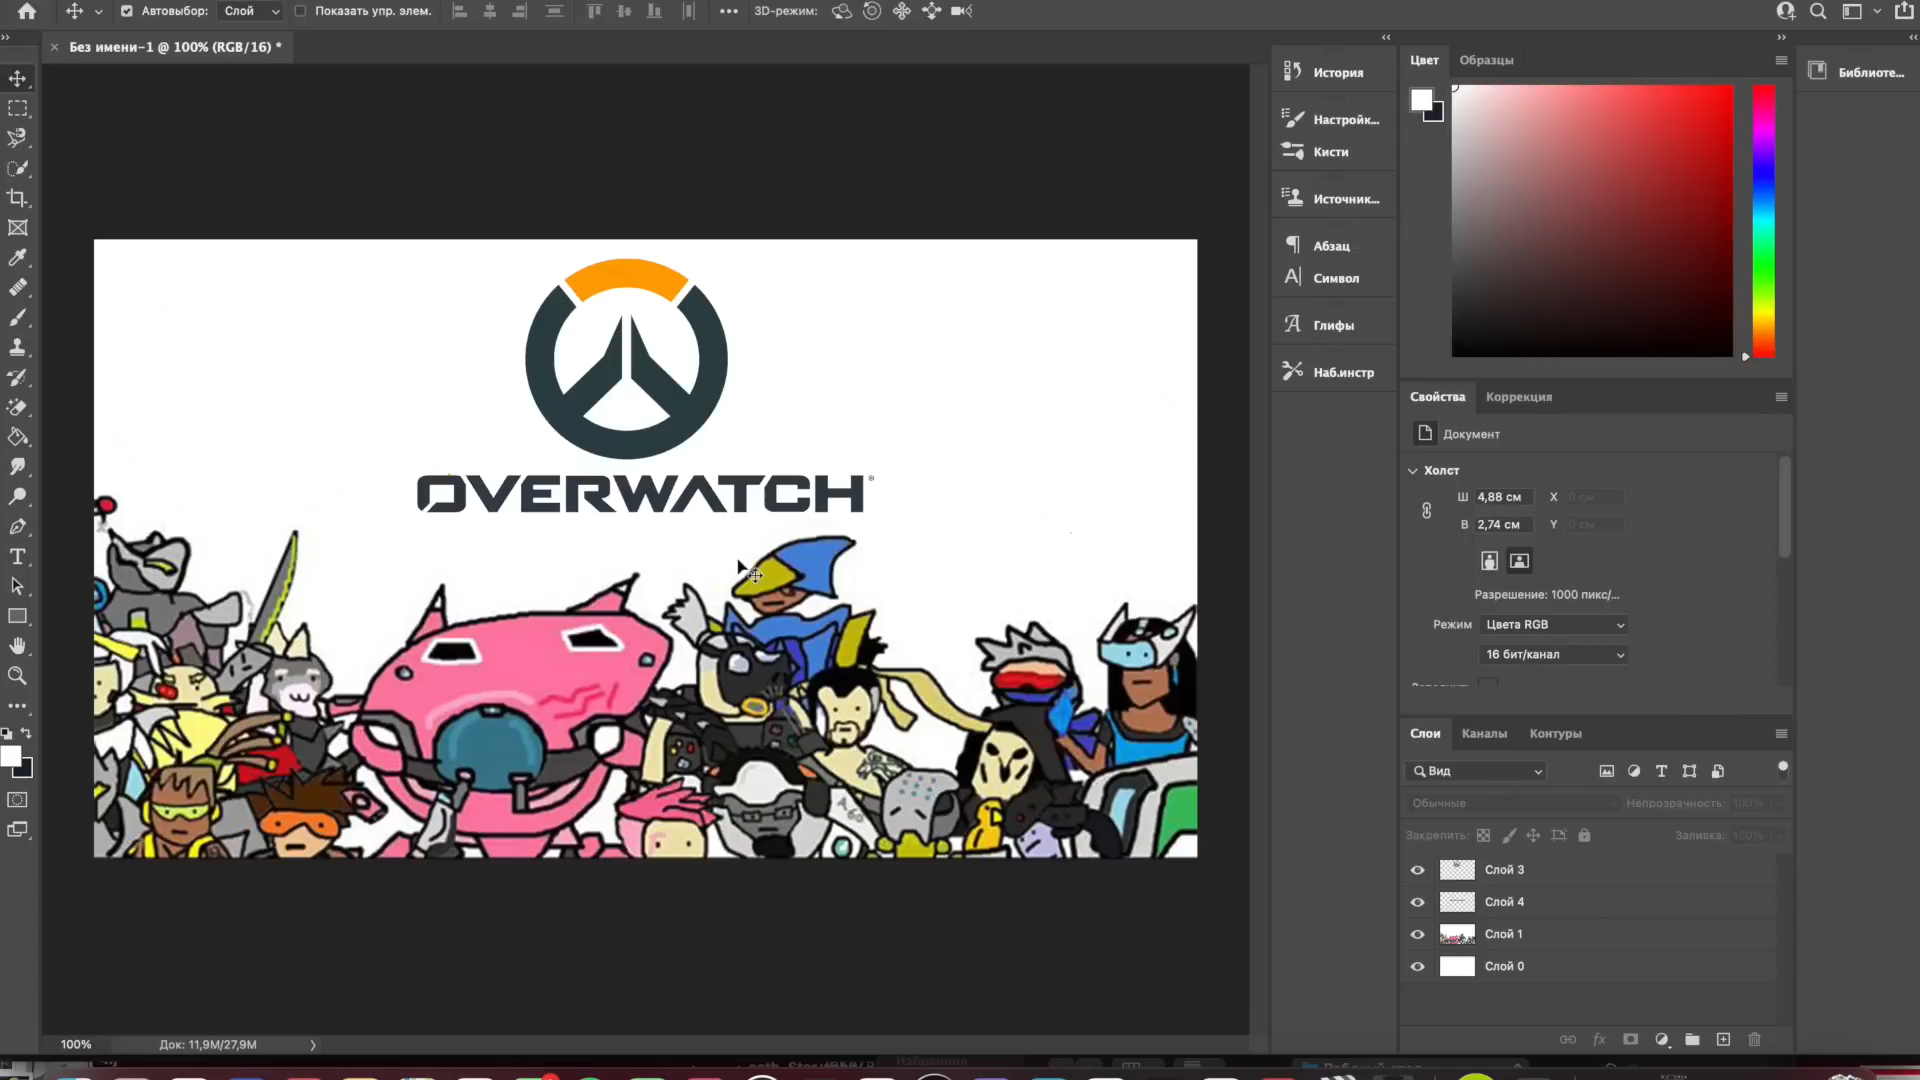 Автовыбор: Слой Показать упр. элем. 3D-режим:
Без имени-1 @ 100% (RGB/16) *
История
Настройк...
Кисти
Источник...
Абзац
Символ
Глифы
Наб.инстр
Цвет Образцы
Библиоте...
Свойства Коррекция
Документ
Холст
Ш 4,88 см X 0 см
В 2,74 см Y 0 см
Разрешение: 1000 пикс/...
Режим Цвета RGB
16 бит/канал
Слои Каналы Контуры
Вид
Обычные Непрозрачность: 100%
Закрепить: Заливка: 100%
Слой 3
Слой 4
Слой 1
Слой 0
OVERWATCH®
A-60
100% Док: 11,9M/27,9M